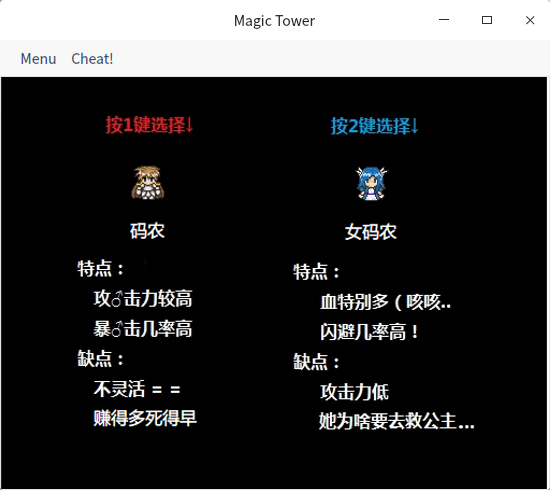 Magic Tower
Menu Cheat!
按1键选择↓
码农
特点：
攻♂击力较高
暴♂击几率高
缺点：
不灵活 = =
赚得多死得早
按2键选择↓
女码农
特点：
血特别多（咳咳..
闪避几率高！
缺点：
攻击力低
她为啥要去救公主...